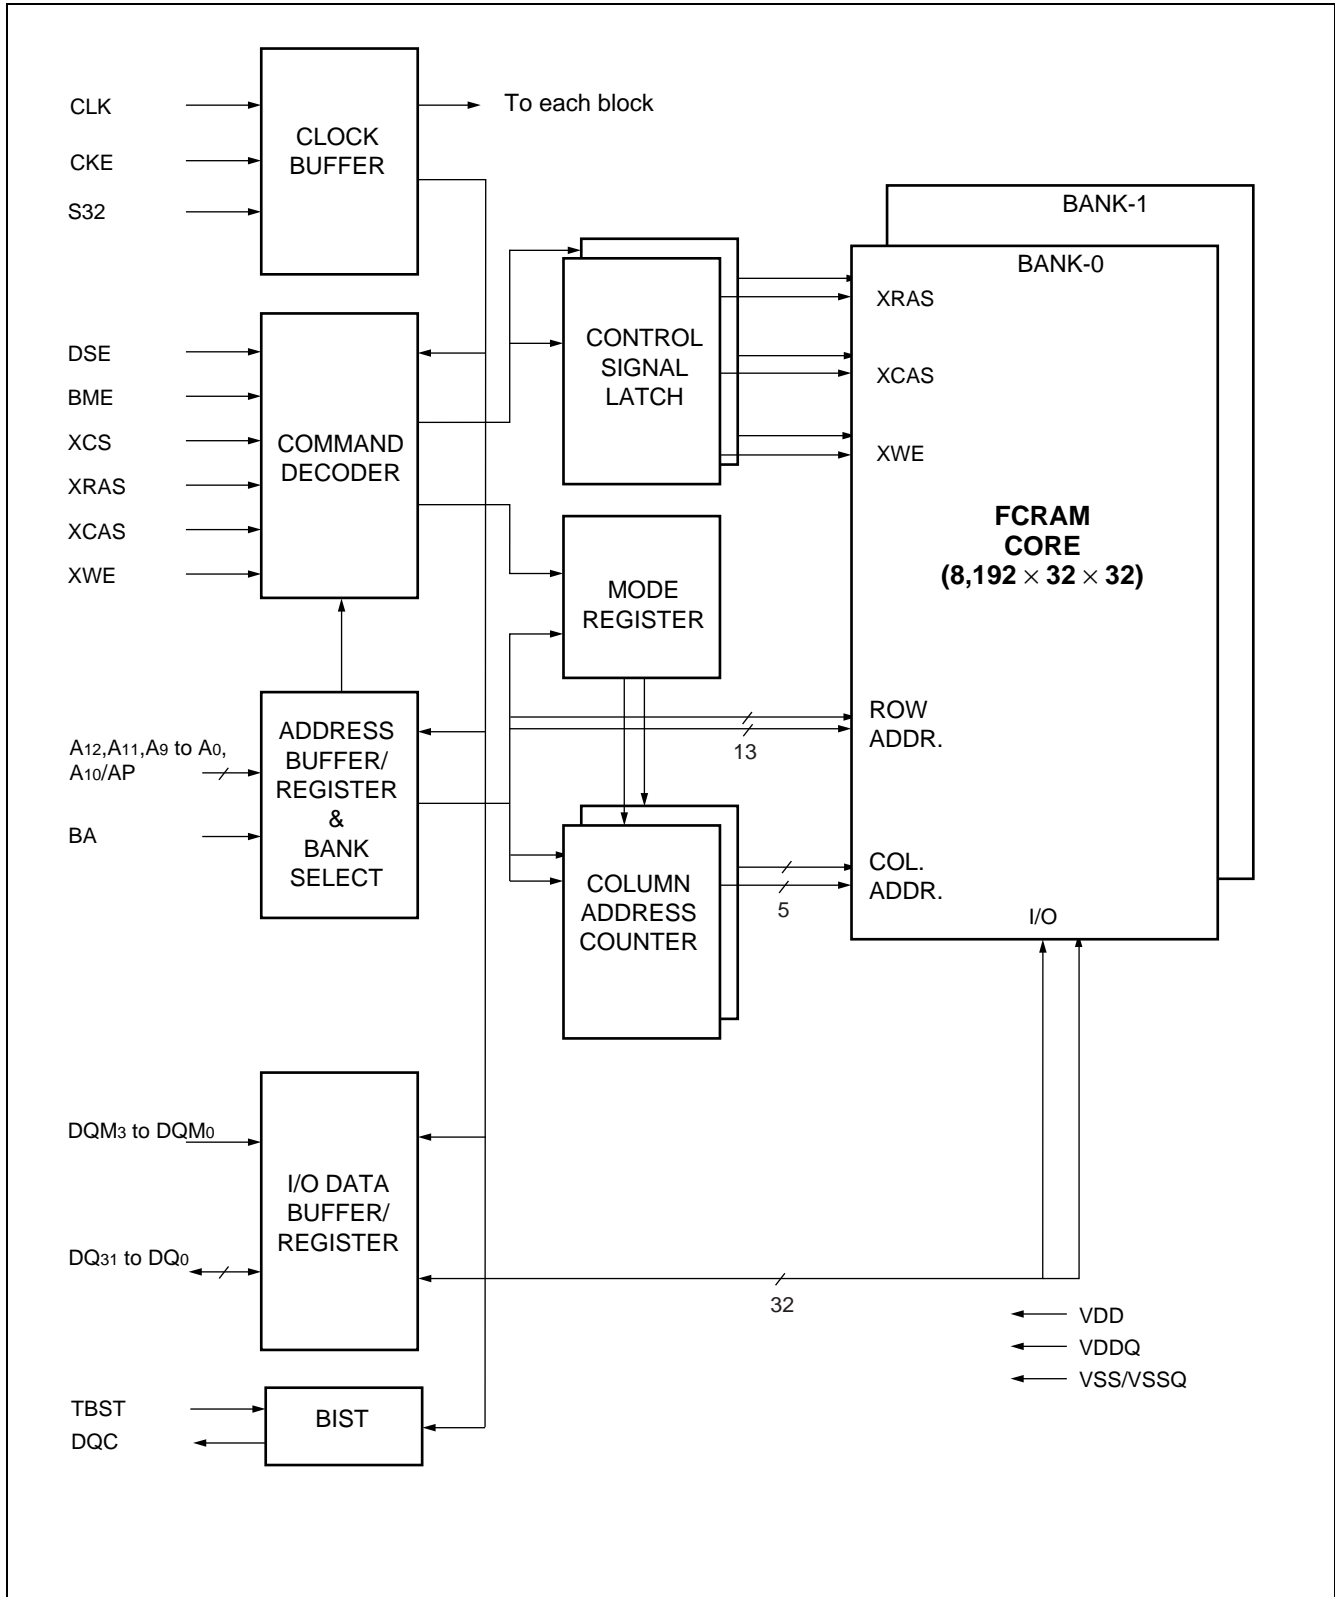 CLK
CKE
S32
CLOCK
BUFFER
To each block
DSE
BME
XCS
XRAS
XCAS
XWE
COMMAND
DECODER
CONTROL
SIGNAL
LATCH
BANK-1
BANK-0
XRAS
XCAS
XWE
FCRAM
CORE
(8,192 × 32 × 32)
MODE
REGISTER
A12,A11,A9 to A0,
A10/AP
BA
ADDRESS
BUFFER/
REGISTER
&
BANK
SELECT
13
ROW
ADDR.
COLUMN
ADDRESS
COUNTER
5
COL.
ADDR.
I/O
DQM3 to DQM0
DQ31 to DQ0
I/O DATA
BUFFER/
REGISTER
32
VDD
VDDQ
VSS/VSSQ
TBST
DQC
BIST